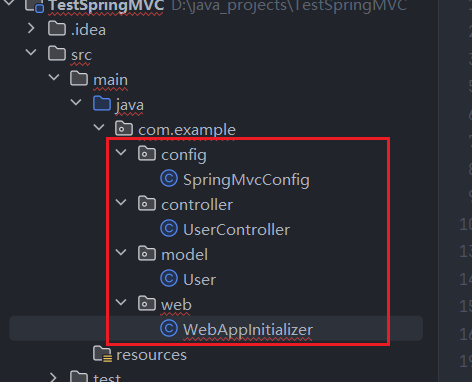 TestSpringMVC D:\java_projects\TestSpringMVC
.idea
src
main
java
com.example
config
SpringMvcConfig
controller
UserController
model
User
web
WebAppInitializer
resources
test
10